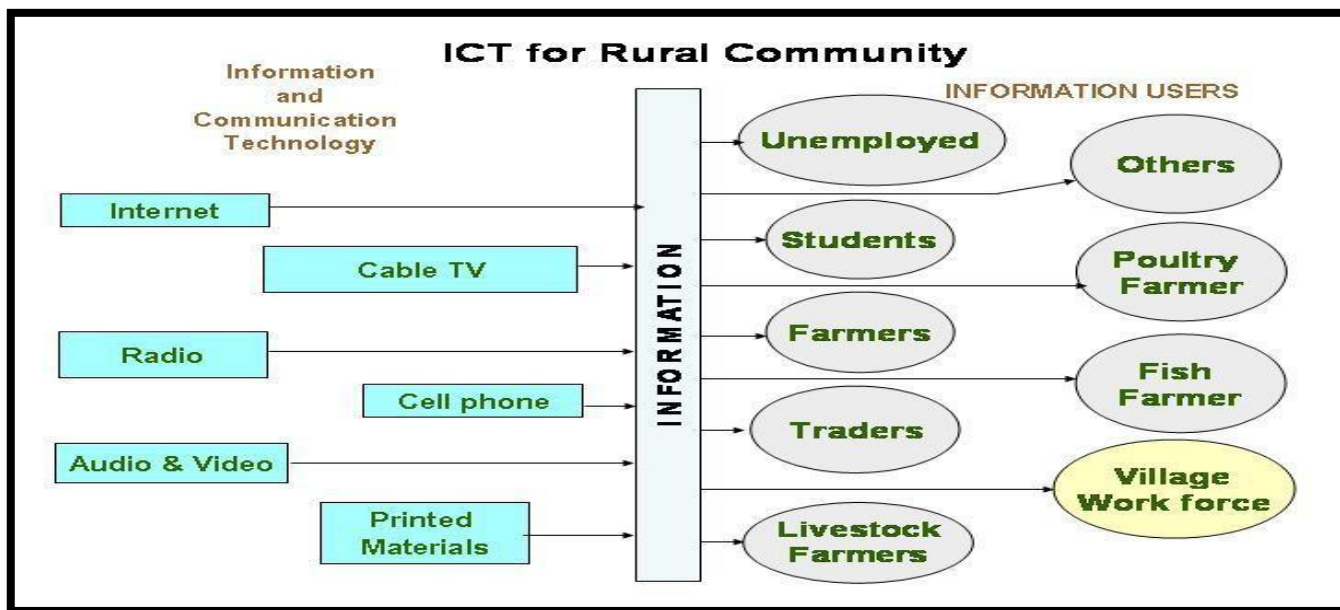 ICT for Rural Community
Information
and
Communication
Technology
Internet
Cable TV
Radio
Cell phone
Audio & Video
Printed
Materials
INFORMATION
INFORMATION USERS
Unemployed
Others
Students
Poultry
Farmer
Farmers
Fish
Farmer
Traders
Village
Work force
Livestock
Farmers